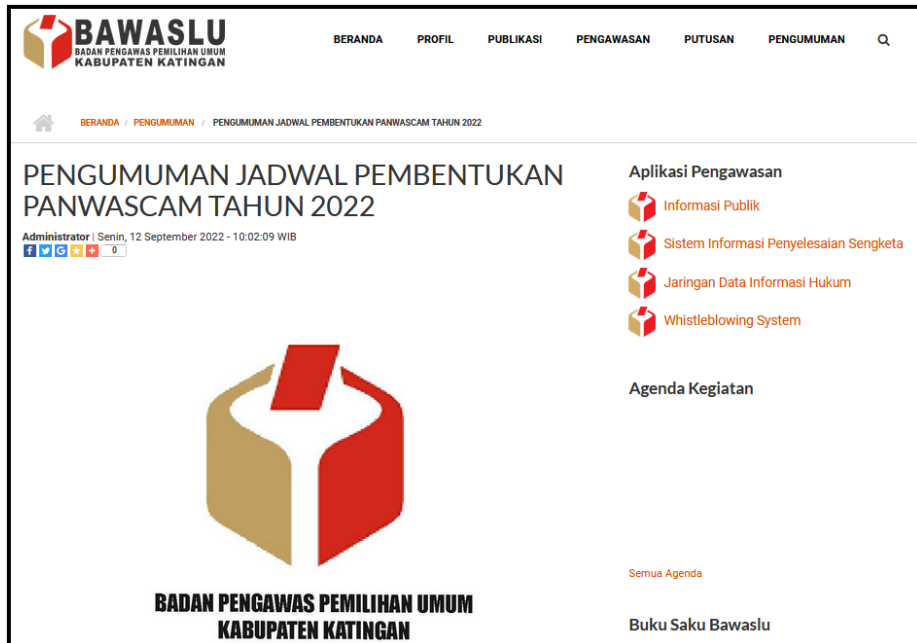 BAWASLU
BADAN PENGAWAS PEMILIHAN UMUM
KABUPATEN KATINGAN
BERANDA PROFIL PUBLIKASI PENGAWASAN PUTUSAN PENGUMUMAN
BERANDA / PENGUMUMAN / PENGUMUMAN JADWAL PEMBENTUKAN PANWASCAM TAHUN 2022
PENGUMUMAN JADWAL PEMBENTUKAN
PANWASCAM TAHUN 2022
Administrator | Senin, 12 September 2022 - 10:02:09 WIB
0
BADAN PENGAWAS PEMILIHAN UMUM
KABUPATEN KATINGAN
Aplikasi Pengawasan
Informasi Publik
Sistem Informasi Penyelesaian Sengketa
Jaringan Data Informasi Hukum
Whistleblowing System
Agenda Kegiatan
Semua Agenda
Buku Saku Bawaslu